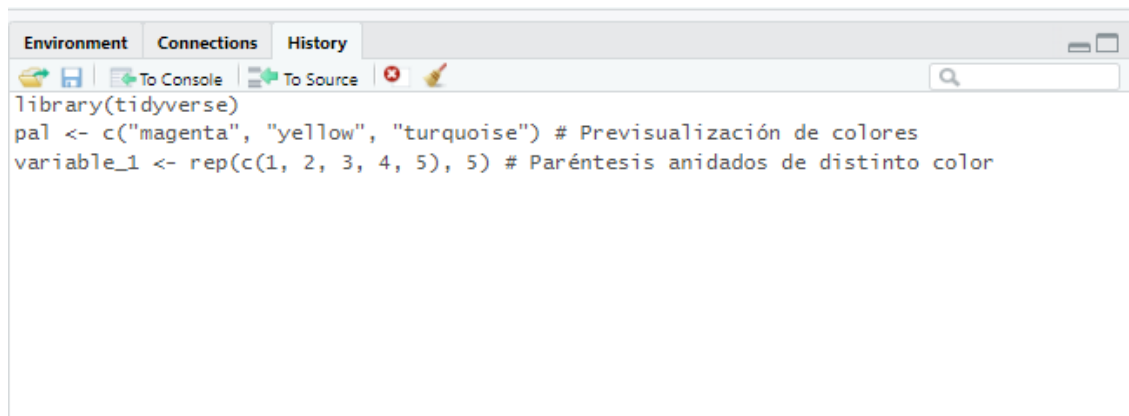 Environment Connections History
To Console To Source
library(tidyverse)
pal <- c("magenta", "yellow", "turquoise") # Previsualización de colores
variable_1 <- rep(c(1, 2, 3, 4, 5), 5) # Paréntesis anidados de distinto color